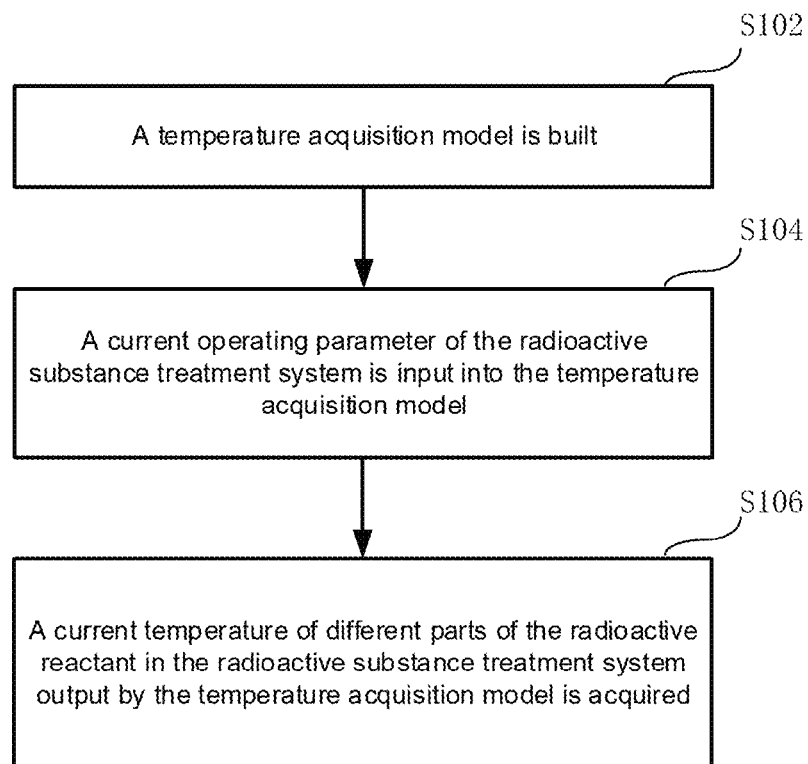 S102
A temperature acquisition model is built
S104
A current operating parameter of the radioactive
substance treatment system is input into the temperature
acquisition model
S106
A current temperature of different parts of the radioactive
reactant in the radioactive substance treatment system
output by the temperature acquisition model is acquired